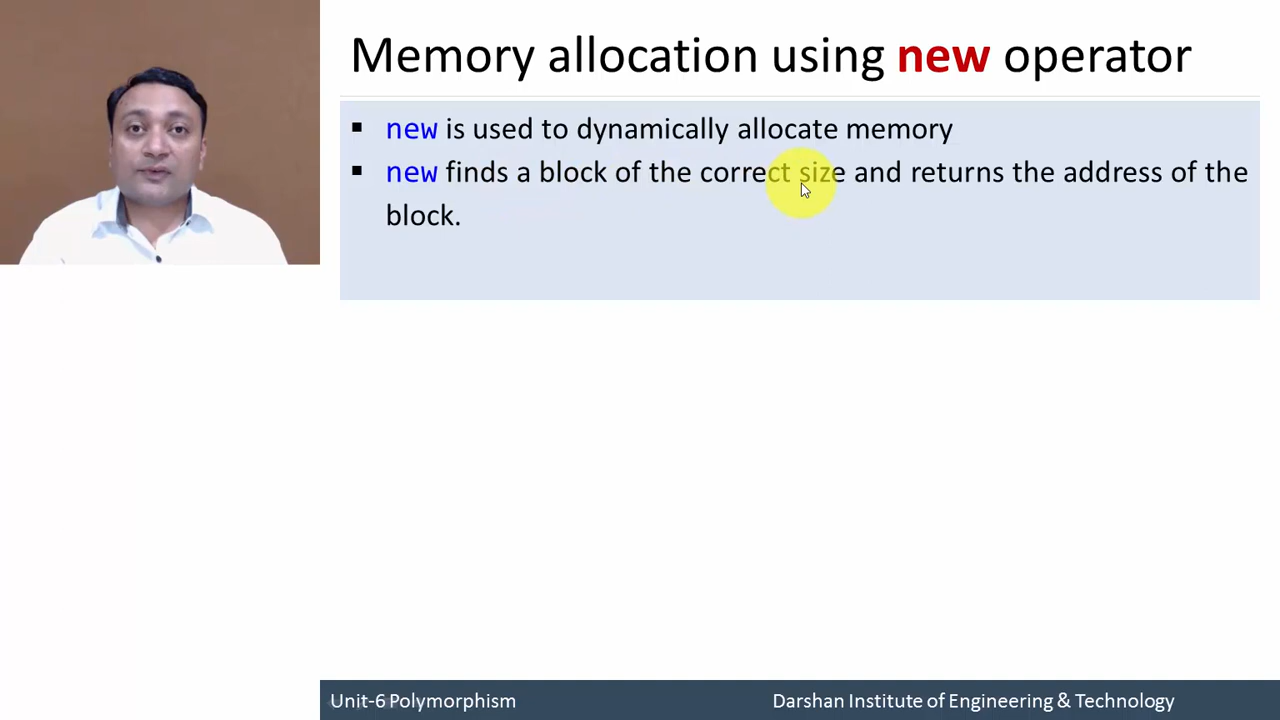 Memory allocation using new operator
▪ new is used to dynamically allocate memory
▪ new finds a block of the correct size and returns the address of the
block.
Unit-6 Polymorphism
Darshan Institute of Engineering & Technology